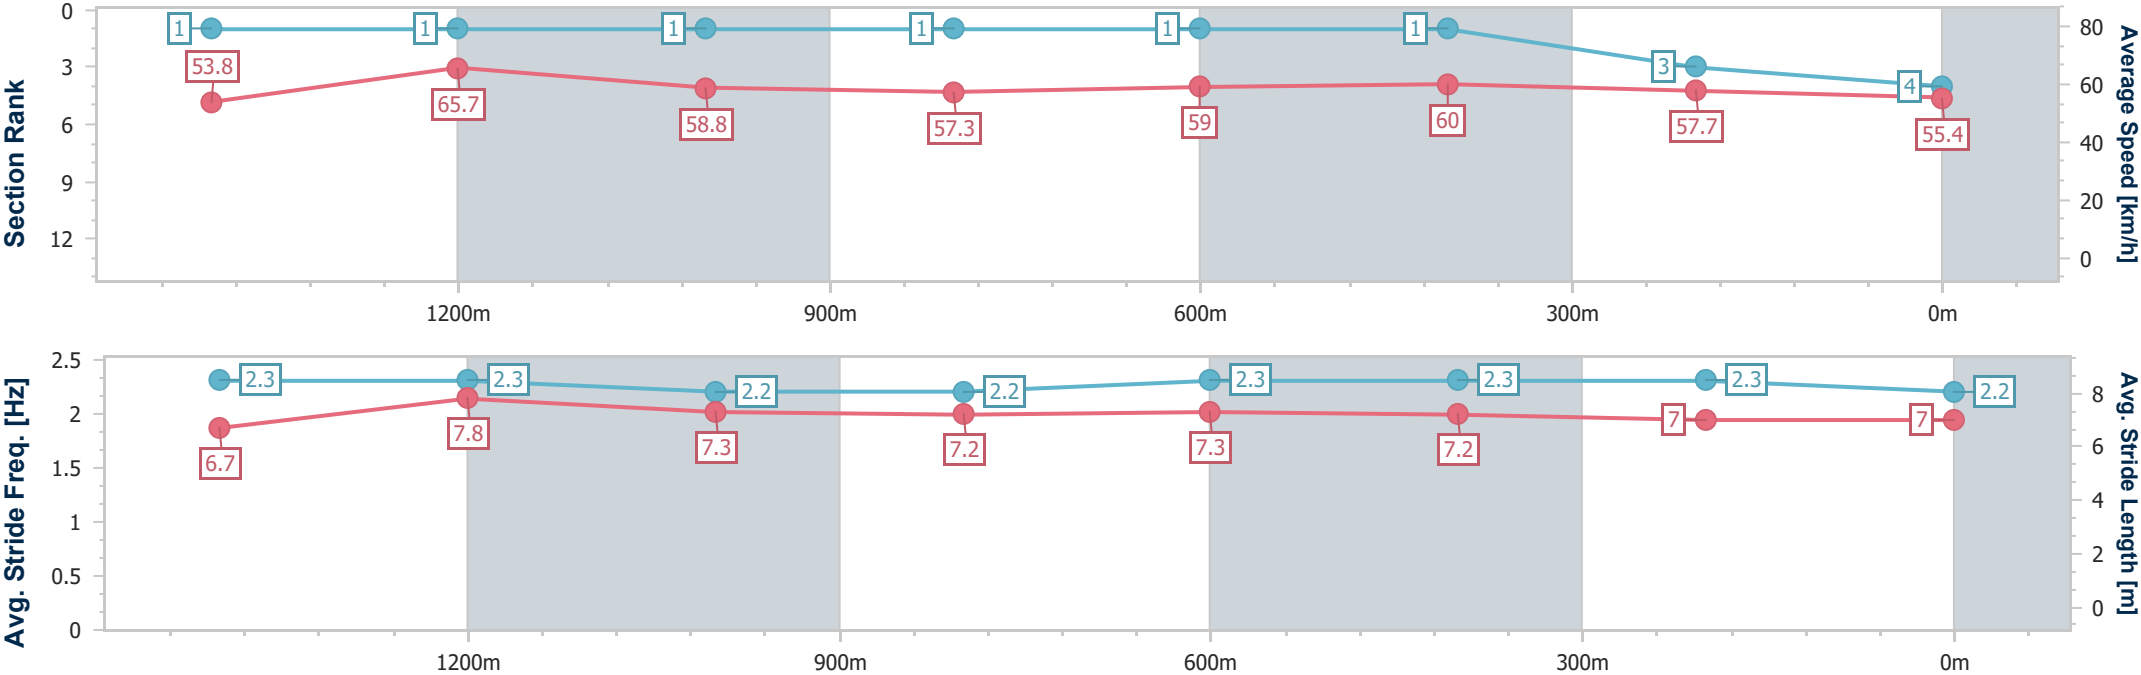 Section Rank
0
3
6
9
12
1 1 1 1 1 1 3 4
53.8 65.7 58.8 57.3 59 60 57.7 55.4
80
60
40
20
0
Average Speed [km/h]
1200m 900m 600m 300m 0m
Avg. Stride Freq. [Hz]
2.5
2
1.5
1
0.5
0
2.3 2.3 2.2 2.2 2.3 2.3 2.3 2.2
6.7 7.8 7.3 7.2 7.3 7.2 7 7
8
6
4
2
0
Avg. Stride Length [m]
1200m 900m 600m 300m 0m